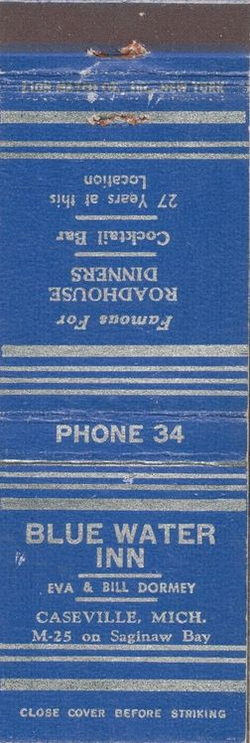 Famous For
ROADHOUSE
DINNERS
Cocktail Bar
27 Years at this
Location
PHONE 34
BLUE WATER
INN
EVA & BILL DORMEY
CASEVILLE, MICH.
M-25 on Saginaw Bay
CLOSE COVER BEFORE STRIKING